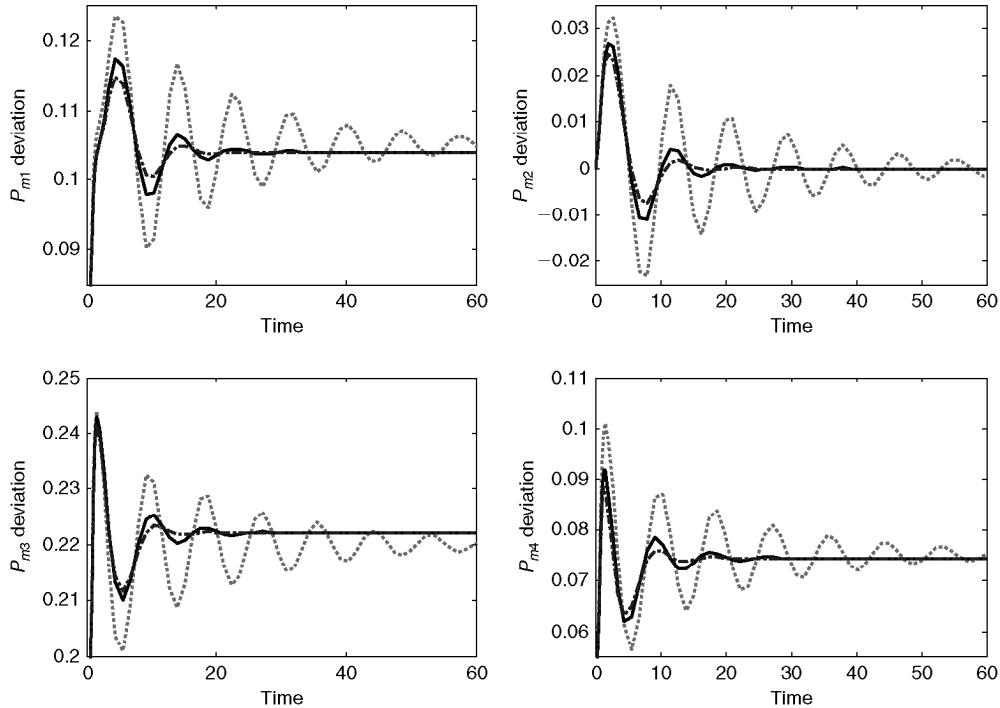 P_m1 deviation
0.12
0.11
0.1
0.09
0 20 40 60
Time
P_m2 deviation
0.03
0.02
0.01
0
−0.01
−0.02
0 10 20 30 40 50 60
Time
P_m3 deviation
0.25
0.24
0.23
0.22
0.21
0.2
0 20 40 60
Time
P_m4 deviation
0.11
0.1
0.09
0.08
0.07
0.06
0 10 20 30 40 50 60
Time